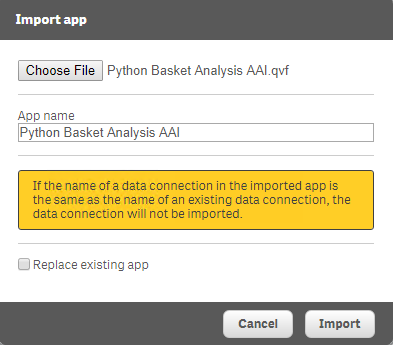 Import app
Choose File Python Basket Analysis AAI.qvf
App name
Python Basket Analysis AAI
If the name of a data connection in the imported app is
the same as the name of an existing data connection, the
data connection will not be imported.
Replace existing app
Cancel Import